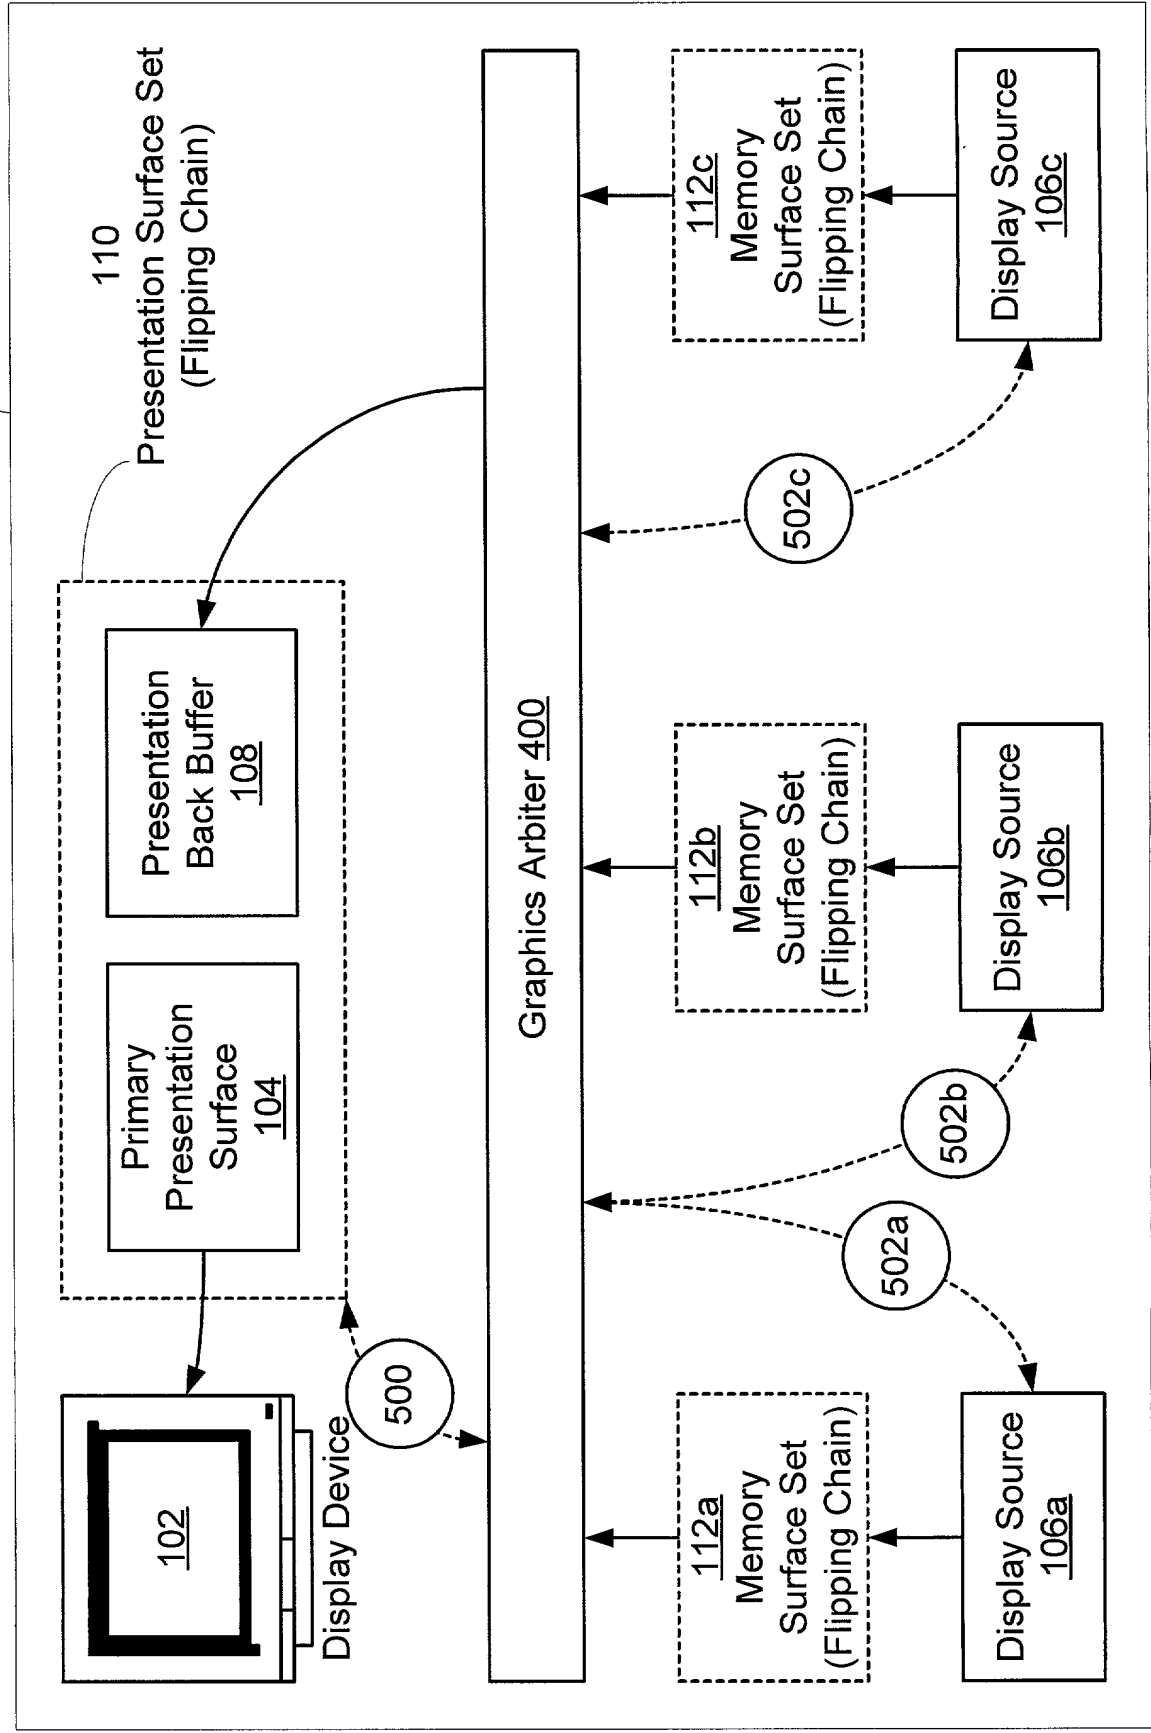 110
Presentation Surface Set
(Flipping Chain)
102
Display Device
Primary
Presentation
Surface
104
Presentation
Back Buffer
108
500
Graphics Arbiter 400
112a
Memory
Surface Set
(Flipping Chain)
112b
Memory
Surface Set
(Flipping Chain)
112c
Memory
Surface Set
(Flipping Chain)
502a
502b
502c
Display Source
106a
Display Source
106b
Display Source
106c